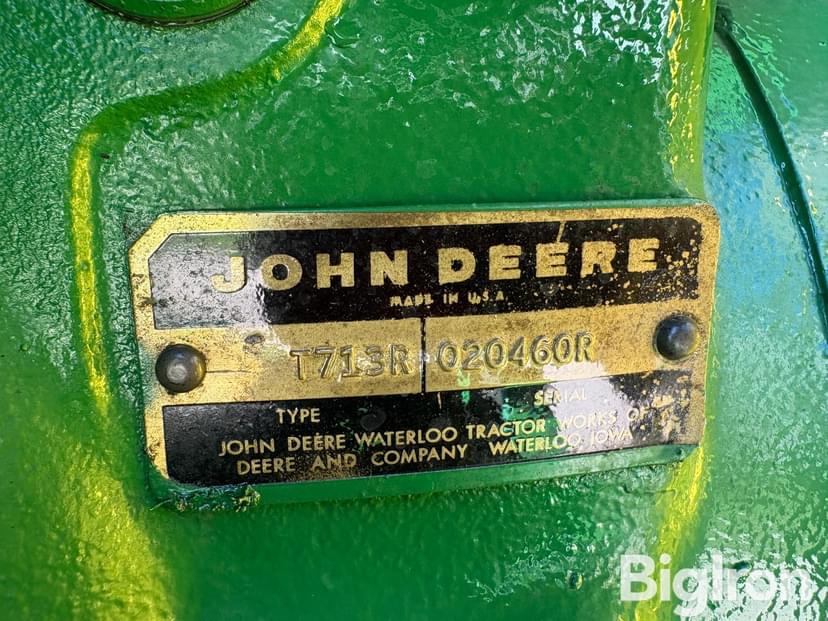 JOHN DEERE
MADE IN U.S.A.
T713R 020460R
TYPE SERIAL
JOHN DEERE WATERLOO TRACTOR WORKS OF
DEERE AND COMPANY WATERLOO, IOWA
BigIron